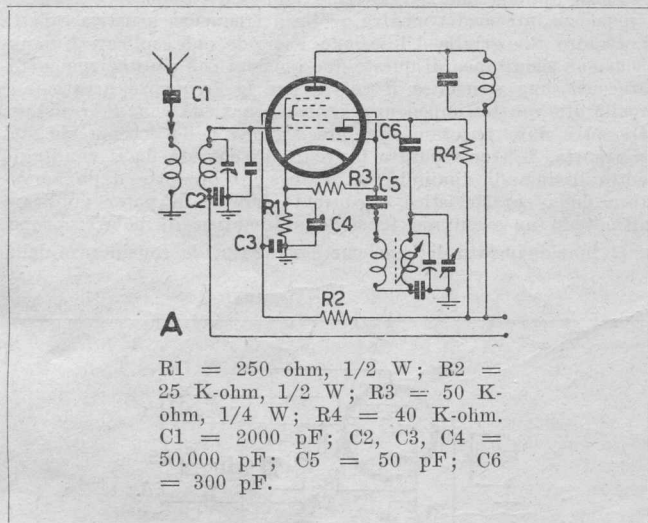 C1
C6
R4
R3
C5
C2
R1
C4
C3
R2
A
R1 = 250 ohm, 1/2 W; R2 =
25 K-ohm, 1/2 W; R3 = 50 K-
ohm, 1/4 W; R4 = 40 K-ohm.
C1 = 2000 pF; C2, C3, C4 =
50.000 pF; C5 = 50 pF; C6
= 300 pF.